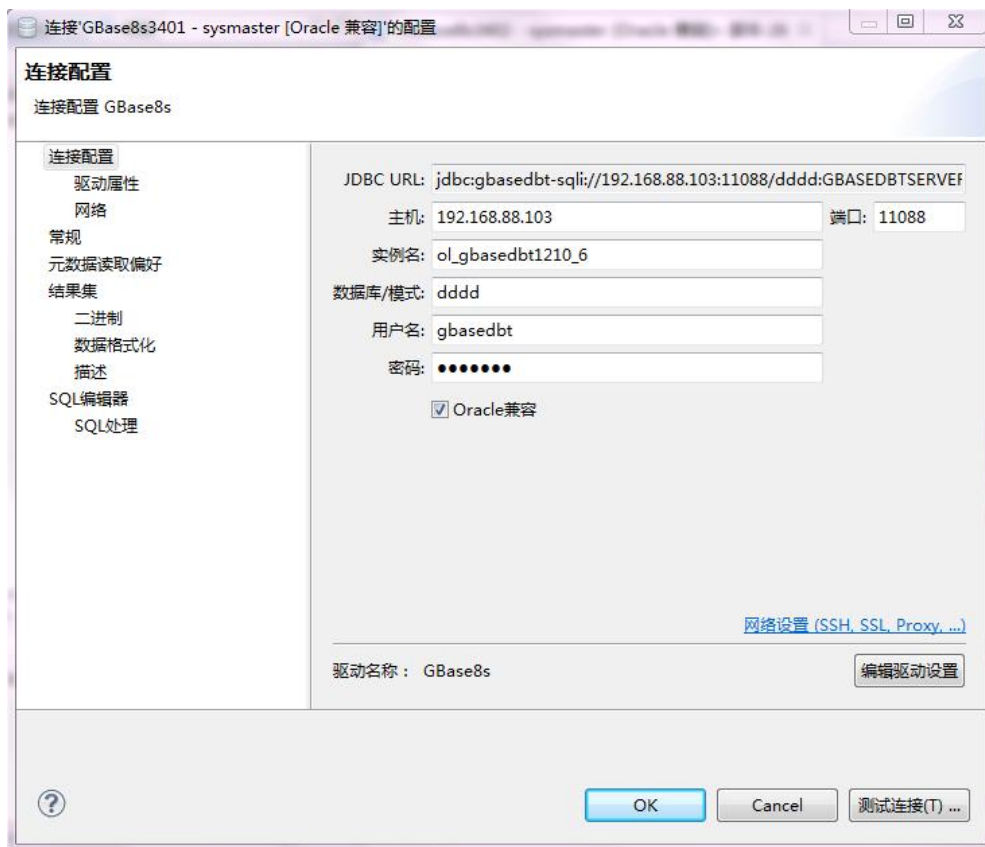 连接'GBase8s3401 - sysmaster [Oracle 兼容]'的配置
连接配置
连接配置 GBase8s
连接配置
驱动属性
网络
常规
元数据读取偏好
结果集
二进制
数据格式化
描述
SQL编辑器
SQL处理
JDBC URL: jdbc:gbasedbt-sqli://192.168.88.103:11088/dddd:GBASEDBTSERVER
主机: 192.168.88.103 端口: 11088
实例名: ol_gbasedbt1210_6
数据库/模式: dddd
用户名: gbasedbt
密码: ●●●●●●●
Oracle兼容
网络设置 (SSH, SSL, Proxy, ...)
驱动名称： GBase8s 编辑驱动设置
OK Cancel 测试连接(T) ...